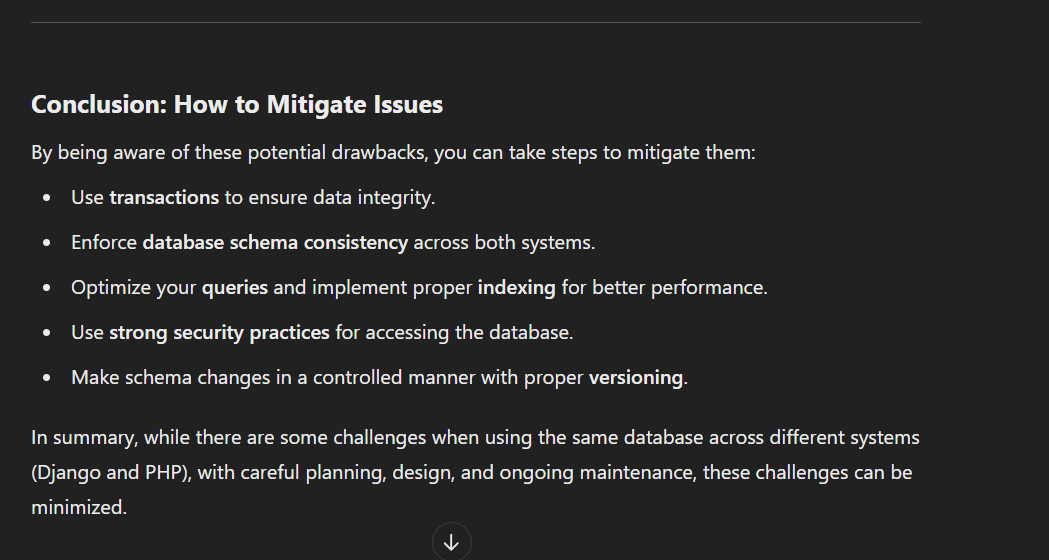 Conclusion: How to Mitigate Issues
By being aware of these potential drawbacks, you can take steps to mitigate them:
• Use transactions to ensure data integrity.
• Enforce database schema consistency across both systems.
• Optimize your queries and implement proper indexing for better performance.
• Use strong security practices for accessing the database.
• Make schema changes in a controlled manner with proper versioning.
In summary, while there are some challenges when using the same database across different systems
(Django and PHP), with careful planning, design, and ongoing maintenance, these challenges can be
minimized.